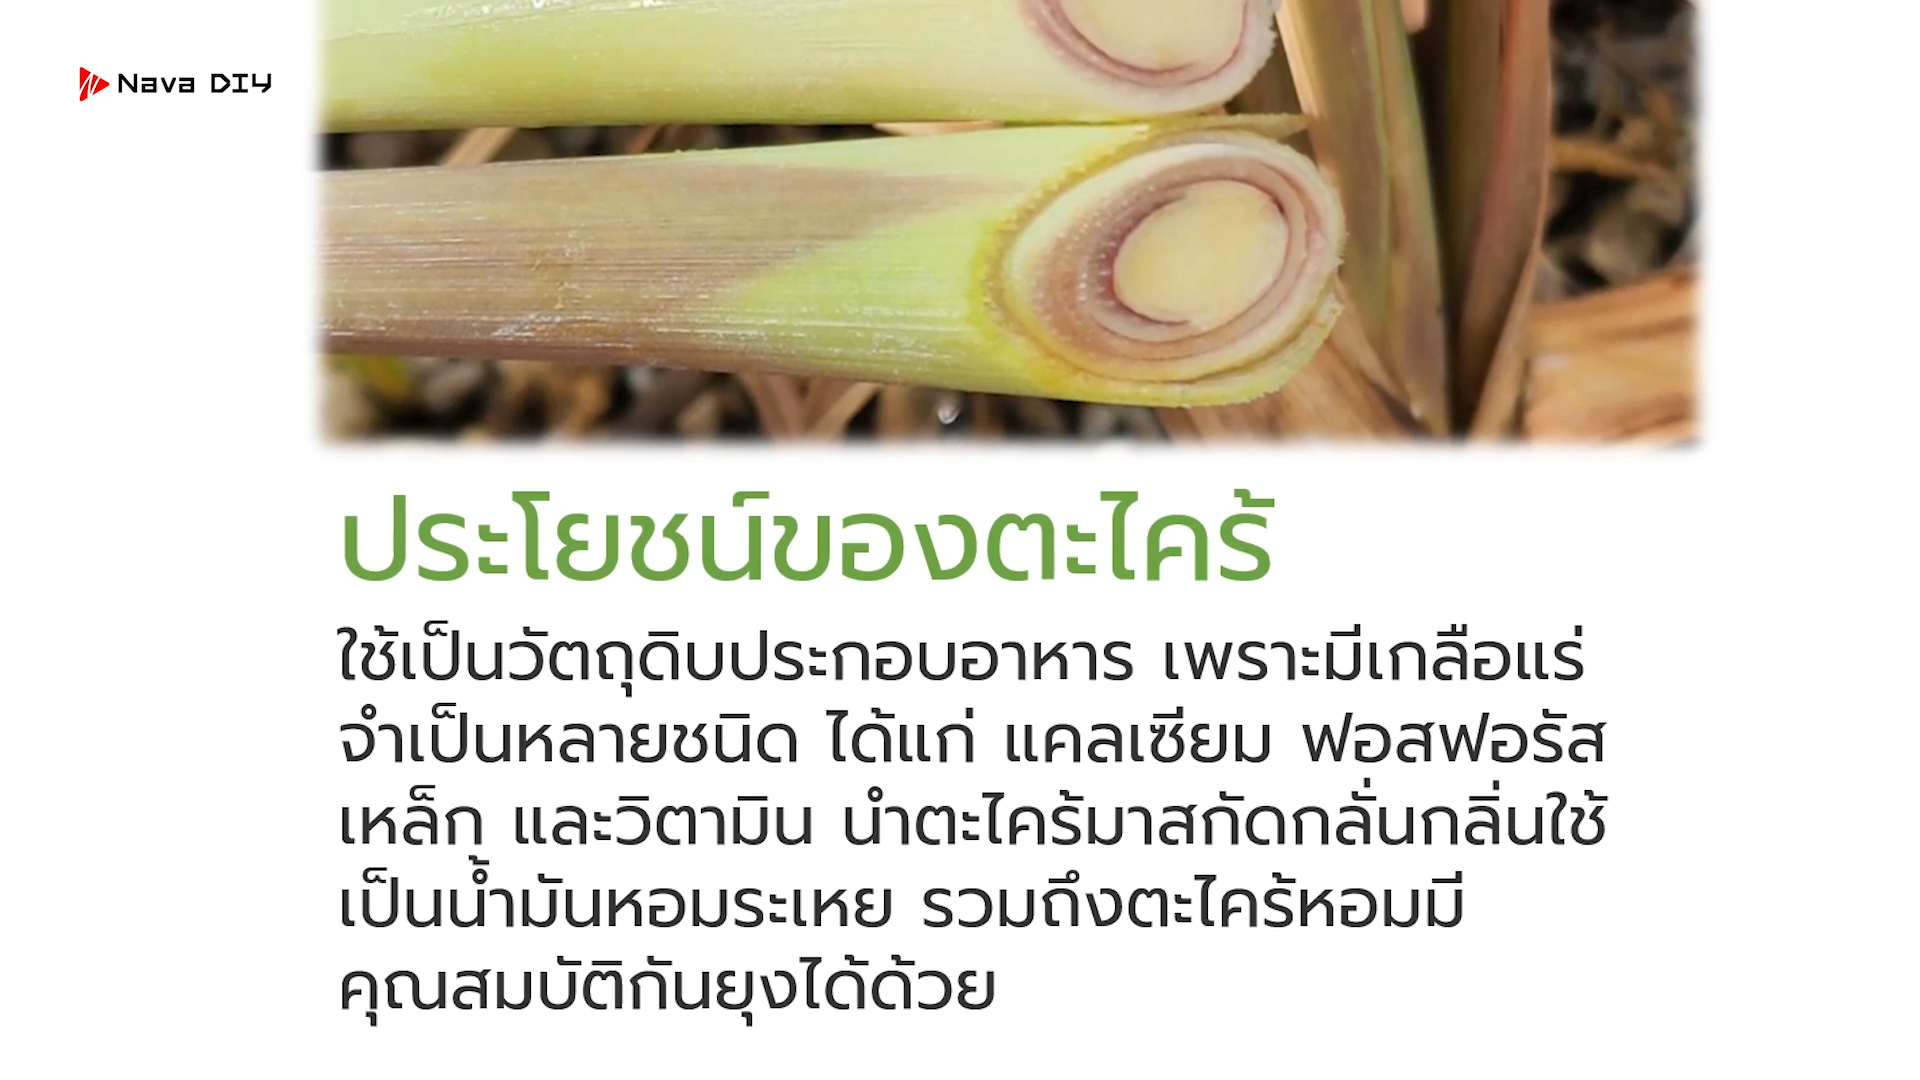 Nava DIY
ประโยชน์ของตะไคร้
ใช้เป็นวัตถุดิบประกอบอาหาร เพราะมีเกลือแร่
จำเป็นหลายชนิด ได้แก่ แคลเซียม ฟอสฟอรัส
เหล็ก และวิตามิน นำตะไคร้มาสกัดกลั่นกลิ่นใช้
เป็นน้ำมันหอมระเหย รวมถึงตะไคร้หอมมี
คุณสมบัติกันยุงได้ด้วย